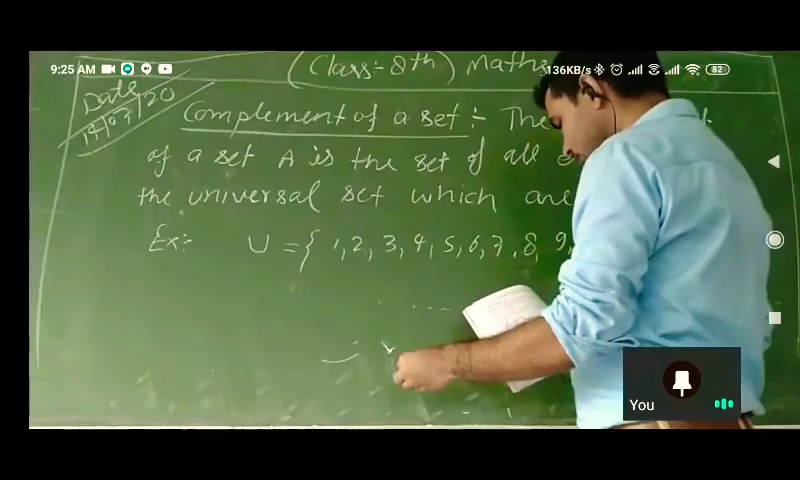 9:25 AM 136KB/s 82
(Class:- 8th) Maths
Date
14/07/20
Complement of a set :- The
of a set A is the set of all
the universal set which are
Ex:- U = { 1, 2, 3, 4, 5, 6, 7, 8, 9,
You